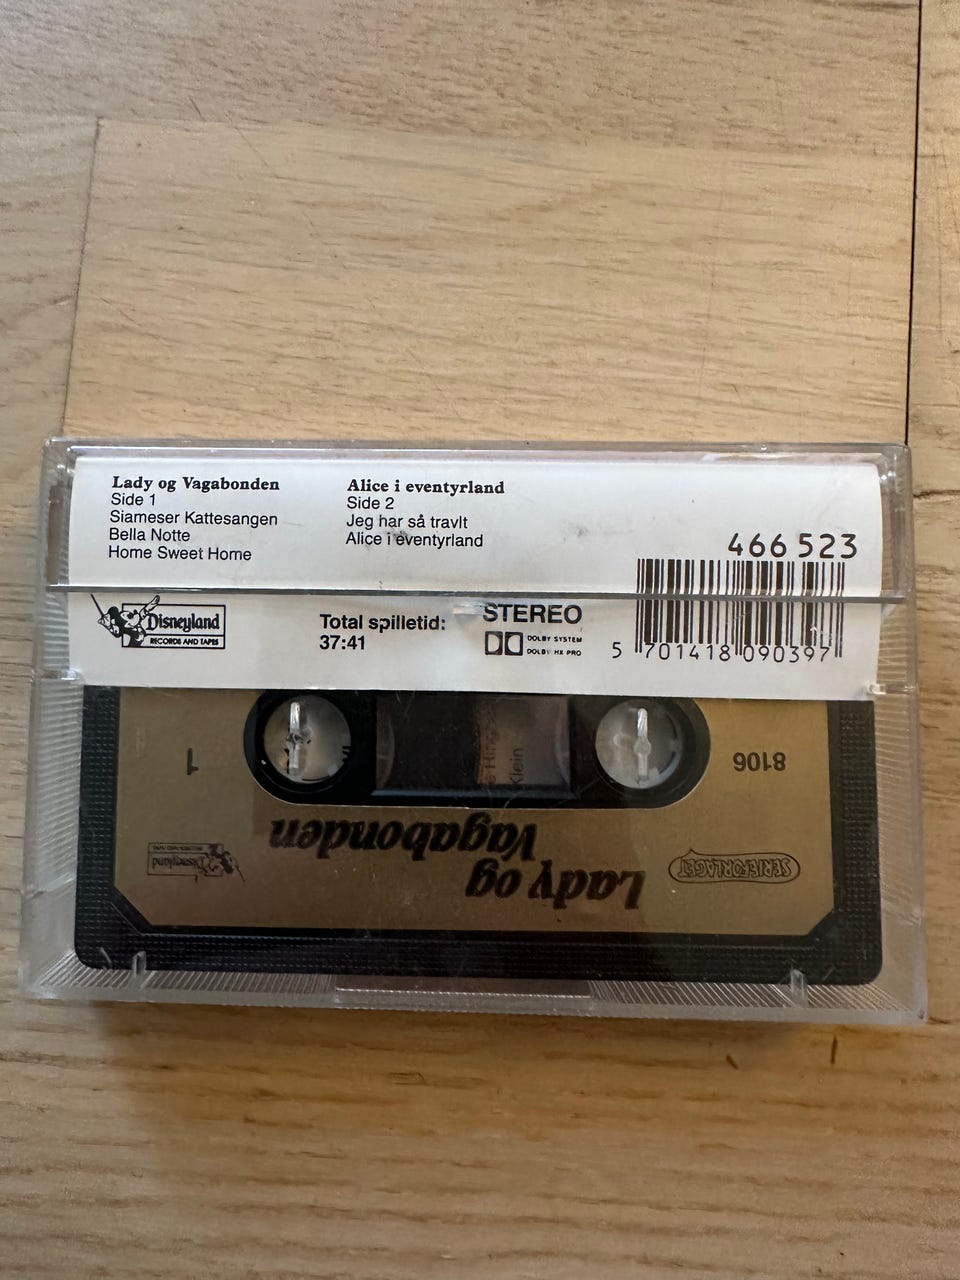 Lady og Vagabonden
Side 1
Siameser Kattesangen
Bella Notte
Home Sweet Home
Alice i eventyrland
Side 2
Jeg har så travlt
Alice i eventyrland
466 523
Disneyland
RECORDS AND TAPES
Total spilletid:
37:41
STEREO
DOLBY SYSTEM
DOLBY HX PRO
5 701418 090397
1
8106
Klein
Lady og
Vagabonden
Disneyland
SERIEFORLAGET